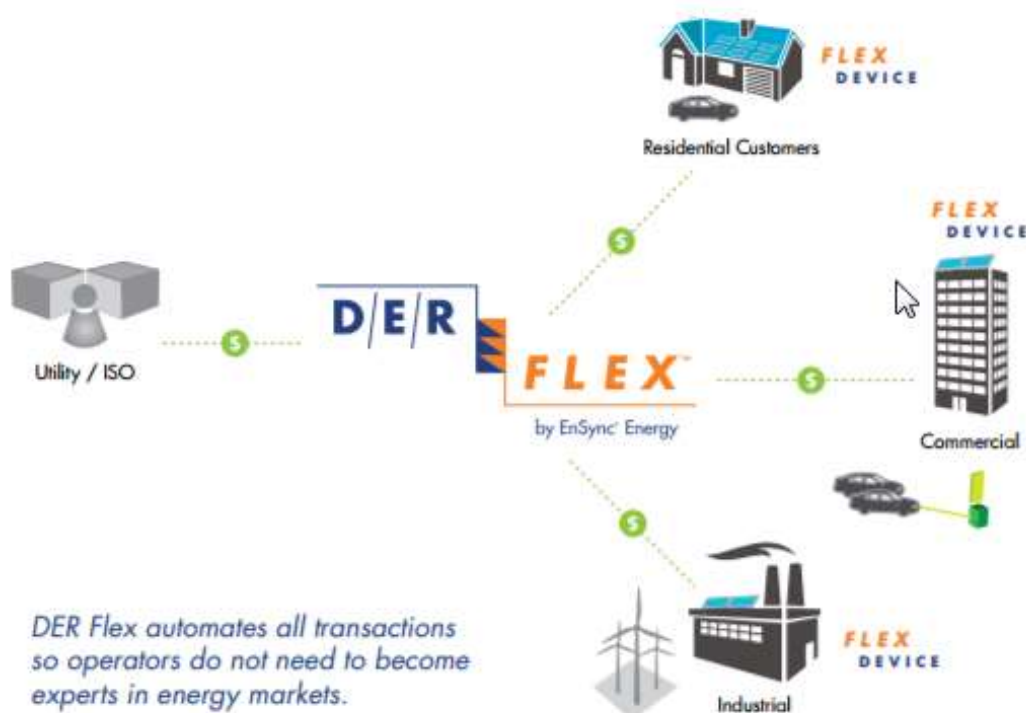 FLEX
DEVICE
Residential Customers
$
FLEX
DEVICE
Utility / ISO
$
D/E/R
FLEX™
by EnSync® Energy
$
Commercial
$
DER Flex automates all transactions
so operators do not need to become
experts in energy markets.
FLEX
DEVICE
Industrial